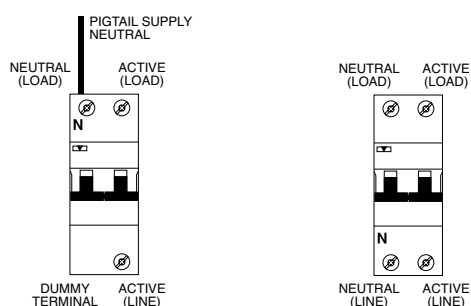 PIGTAIL SUPPLY
NEUTRAL
NEUTRAL
(LOAD)
ACTIVE
(LOAD)
N
DUMMY
TERMINAL
ACTIVE
(LINE)
NEUTRAL
(LOAD)
ACTIVE
(LOAD)
N
NEUTRAL
(LINE)
ACTIVE
(LINE)